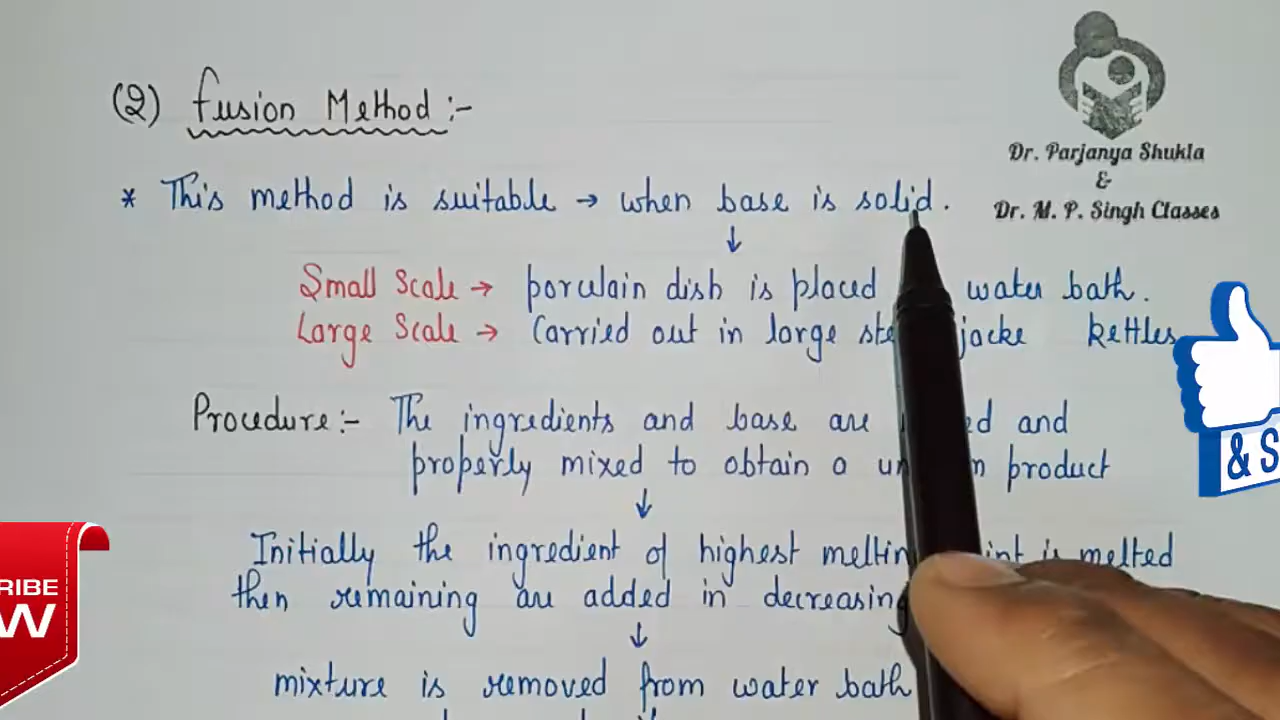 (2) Fusion Method :-
* This method is suitable → when base is solid.
↓
Small Scale → porcelain dish is placed water bath.
Large Scale → Carried out in large jacke kettles
Procedure :- The ingredients and base are and
properly mixed to obtain a product
↓
Initially the ingredient of highest is melted
then remaining are added in decreasing
↓
mixture is removed from water bath
Dr. Parjanya Shukla
&
Dr. M. P. Singh Classes
& S
RIBE
W